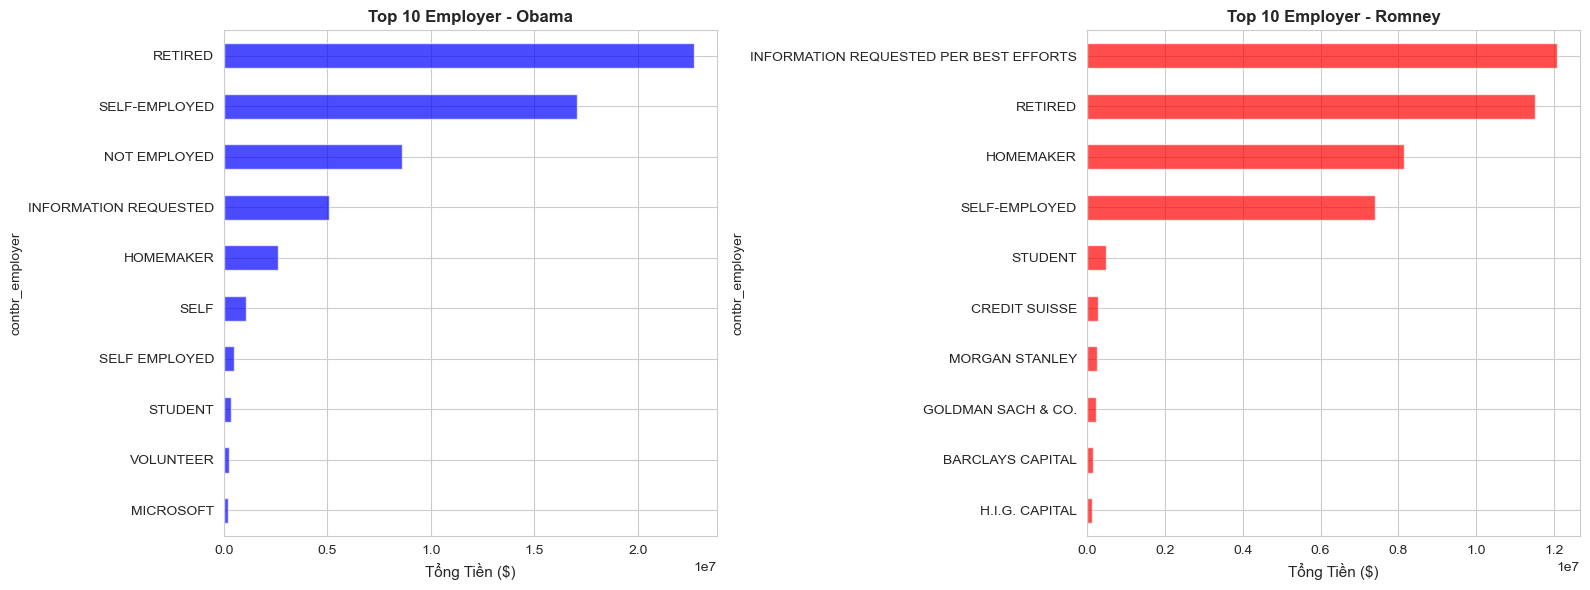 Top 10 Employer - Obama
contbr_employer
RETIRED
SELF-EMPLOYED
NOT EMPLOYED
INFORMATION REQUESTED
HOMEMAKER
SELF
SELF EMPLOYED
STUDENT
VOLUNTEER
MICROSOFT
0.0 0.5 1.0 1.5 2.0
1e7
Tổng Tiền ($)
Top 10 Employer - Romney
contbr_employer
INFORMATION REQUESTED PER BEST EFFORTS
RETIRED
HOMEMAKER
SELF-EMPLOYED
STUDENT
CREDIT SUISSE
MORGAN STANLEY
GOLDMAN SACH & CO.
BARCLAYS CAPITAL
H.I.G. CAPITAL
0.0 0.2 0.4 0.6 0.8 1.0 1.2
1e7
Tổng Tiền ($)